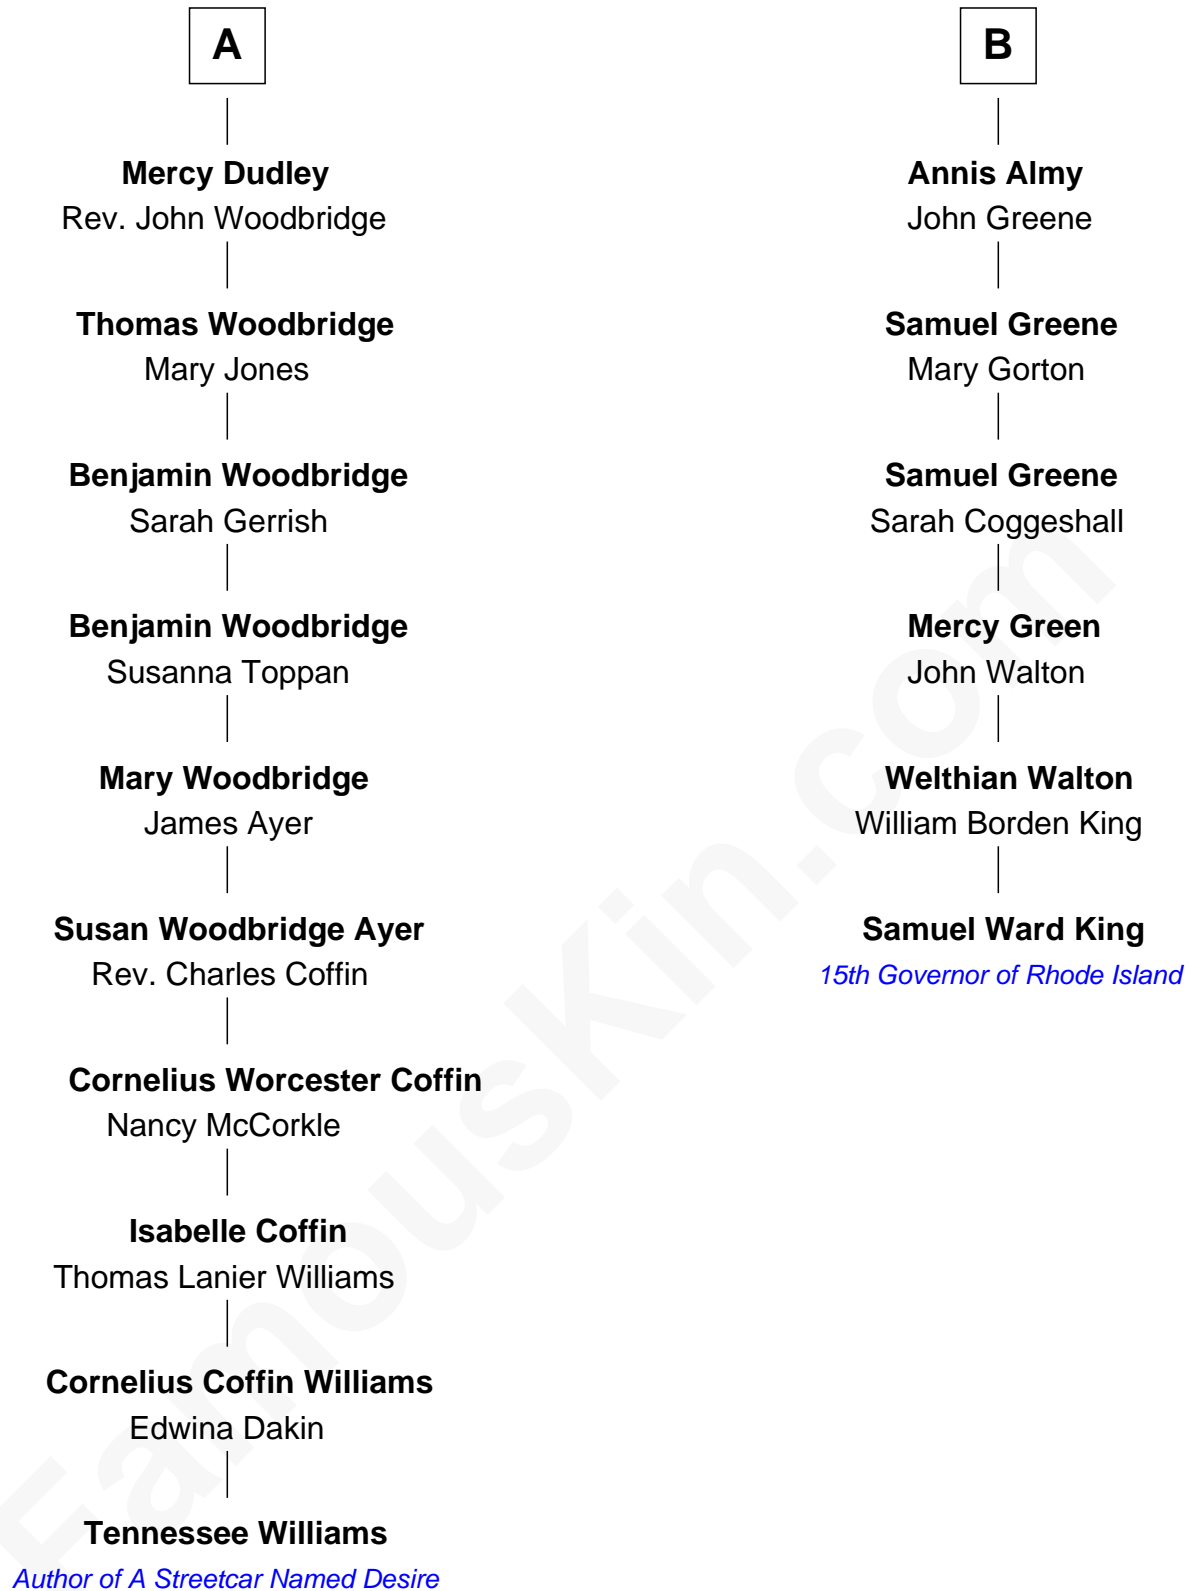 A
Mercy Dudley
Rev. John Woodbridge
Thomas Woodbridge
Mary Jones
Benjamin Woodbridge
Sarah Gerrish
Benjamin Woodbridge
Susanna Toppan
Mary Woodbridge
James Ayer
Susan Woodbridge Ayer
Rev. Charles Coffin
Cornelius Worcester Coffin
Nancy McCorkle
Isabelle Coffin
Thomas Lanier Williams
Cornelius Coffin Williams
Edwina Dakin
Tennessee Williams
Author of A Streetcar Named Desire
B
Annis Almy
John Greene
Samuel Greene
Mary Gorton
Samuel Greene
Sarah Coggeshall
Mercy Green
John Walton
Welthian Walton
William Borden King
Samuel Ward King
15th Governor of Rhode Island
FamousKin.com